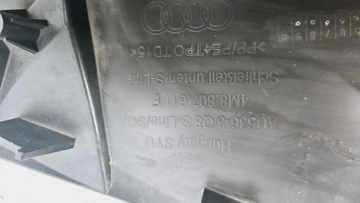 >PP/PE+TPO TD15<
Schließteil unten S-Line
4M8.807.611 F
AU536-3 Q8 S-Line/SQ8
Hungary SYU